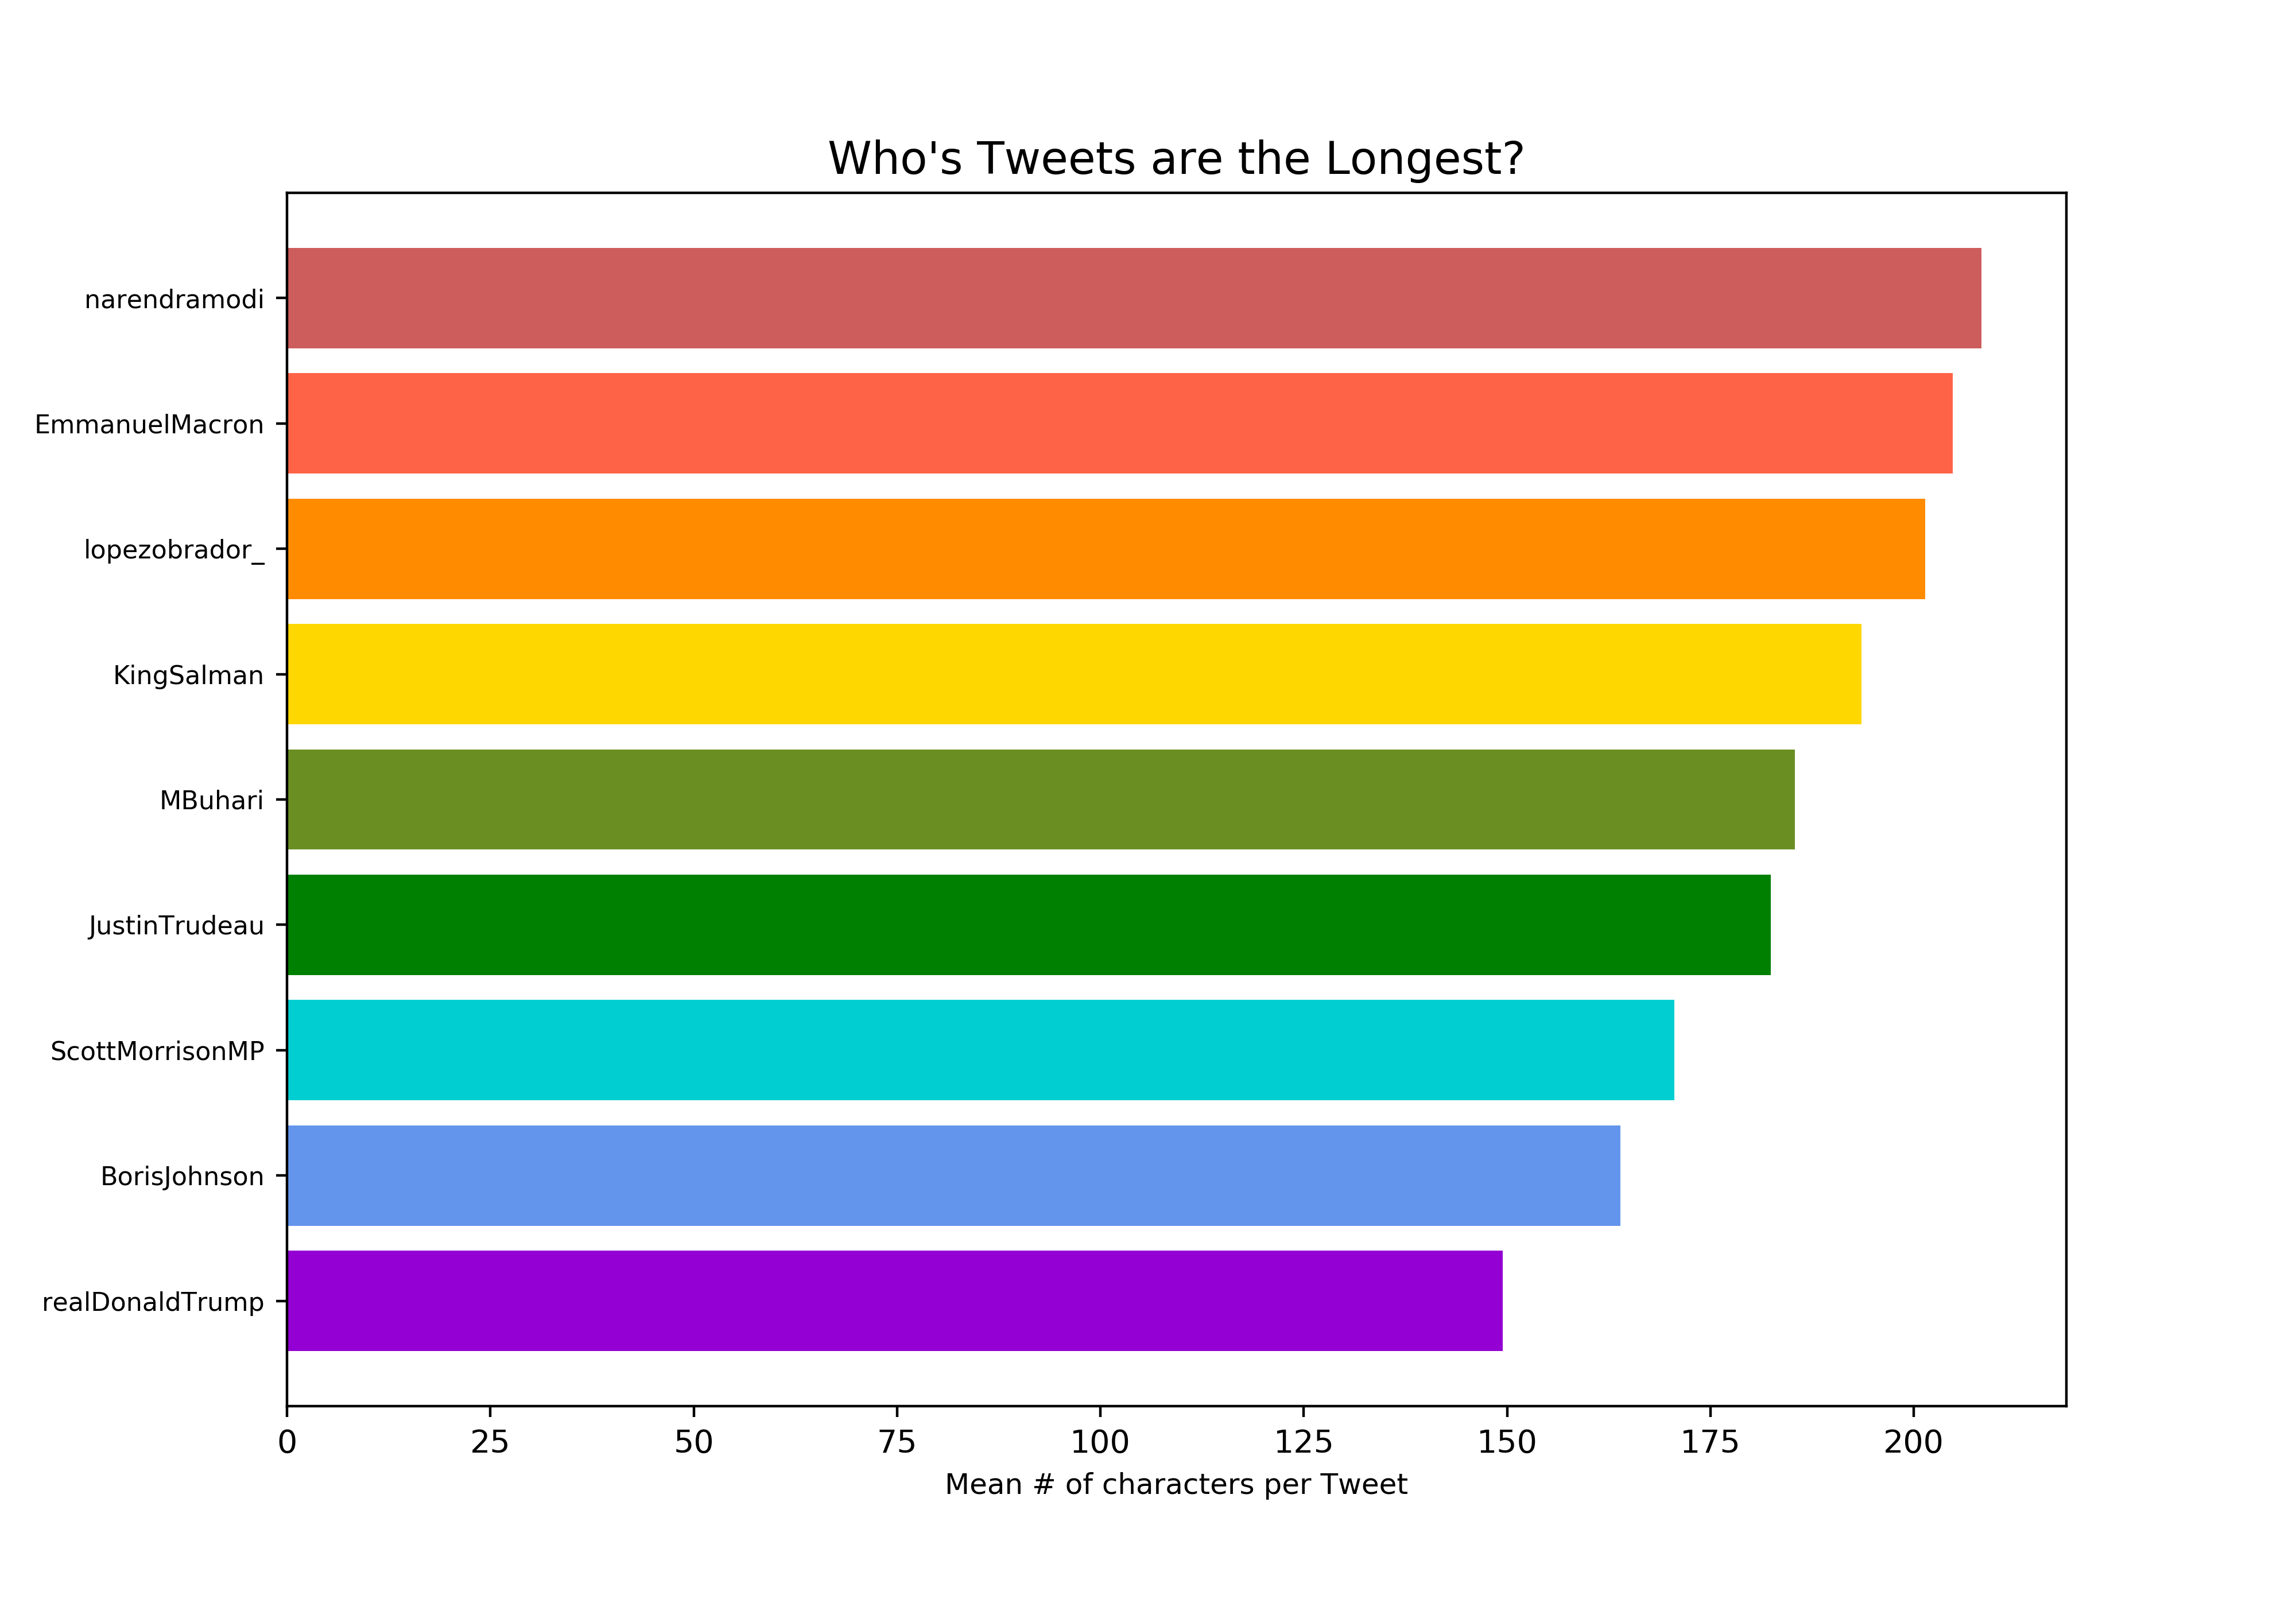 Who's Tweets are the Longest?
narendramodi
EmmanuelMacron
lopezobrador_
KingSalman
MBuhari
JustinTrudeau
ScottMorrisonMP
BorisJohnson
realDonaldTrump
0 25 50 75 100 125 150 175 200
Mean # of characters per Tweet